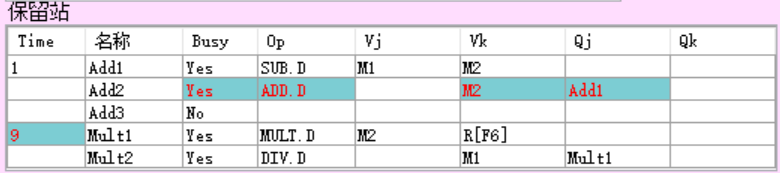 保留站
Time 名称 Busy Op Vj Vk Qj Qk
1 Add1 Yes SUB.D M1 M2
Add2 Yes ADD.D M2 Add1
Add3 No
9 Mult1 Yes MULT.D M2 R[F6]
Mult2 Yes DIV.D M1 Mult1